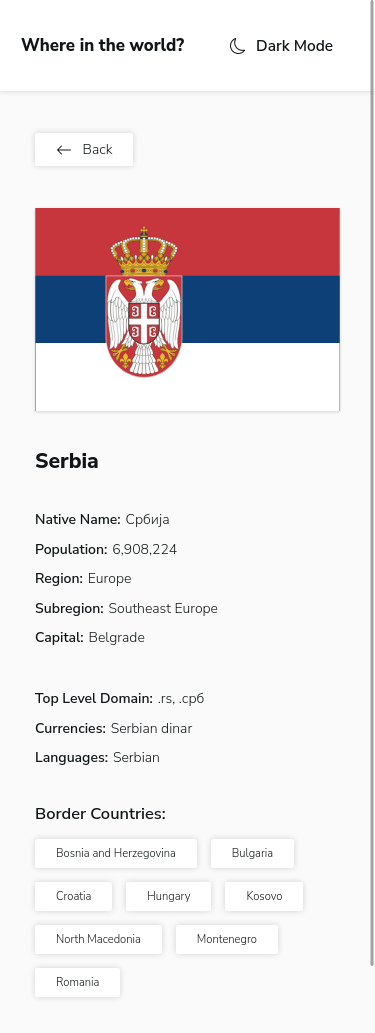 Where in the world?
Dark Mode
Back
Serbia
Native Name: Србија
Population: 6,908,224
Region: Europe
Subregion: Southeast Europe
Capital: Belgrade
Top Level Domain: .rs, .срб
Currencies: Serbian dinar
Languages: Serbian
Border Countries:
Bosnia and Herzegovina
Bulgaria
Croatia
Hungary
Kosovo
North Macedonia
Montenegro
Romania